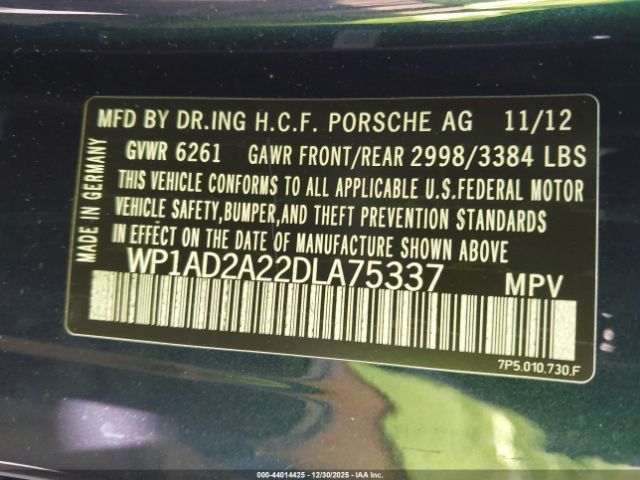 MFD BY DR.ING H.C.F. PORSCHE AG 11/12
GVWR 6261 GAWR FRONT/REAR 2998/3384 LBS
THIS VEHICLE CONFORMS TO ALL APPLICABLE U.S.FEDERAL MOTOR
VEHICLE SAFETY,BUMPER,AND THEFT PREVENTION STANDARDS
IN EFFECT ON THE DATE OF MANUFACTURE SHOWN ABOVE
WP1AD2A22DLA75337 MPV
7P5.010.730.F
MADE IN GERMANY
000-44014425 - 12/30/2025 - IAA Inc.